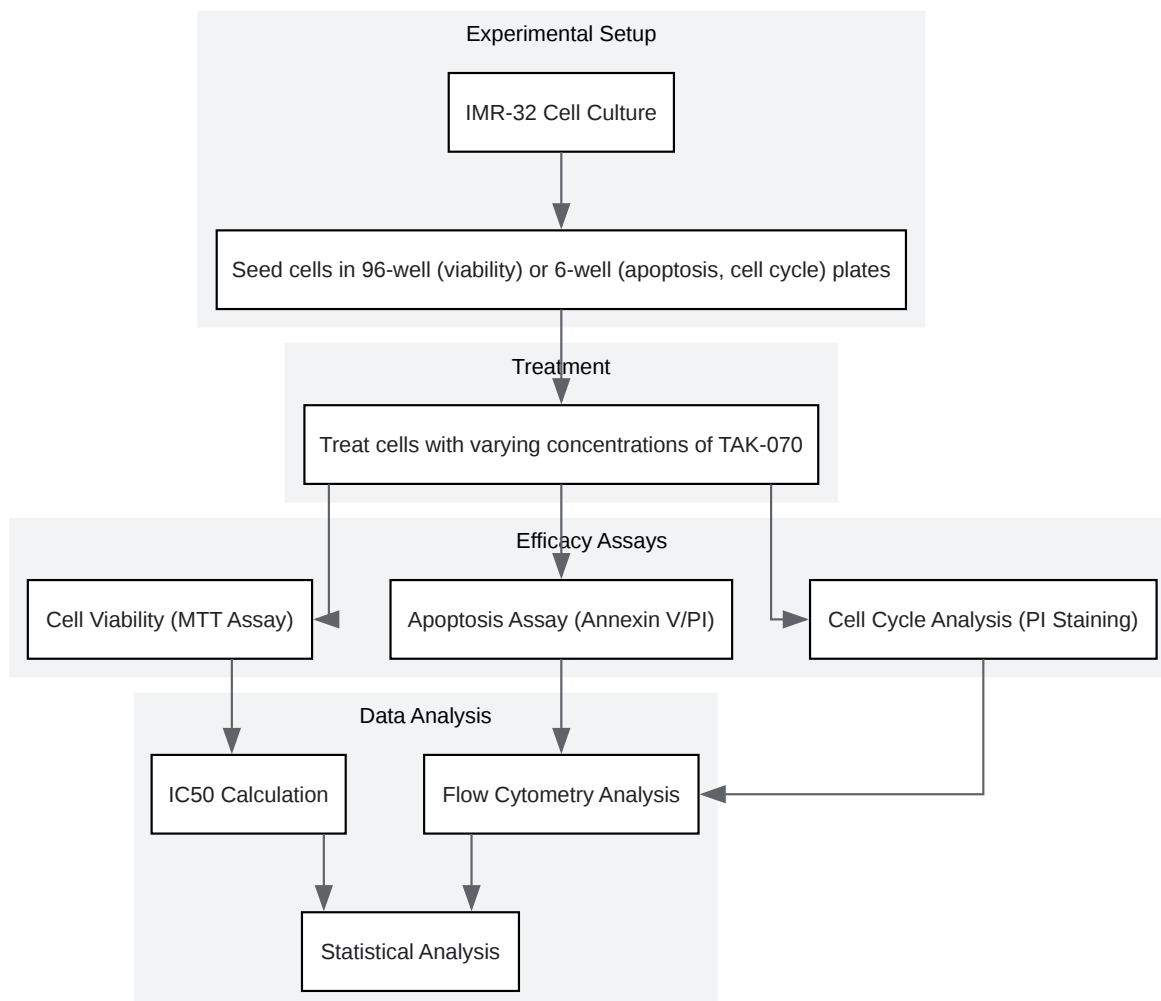 Experimental Setup
IMR-32 Cell Culture
Seed cells in 96-well (viability) or 6-well (apoptosis, cell cycle) plates
Treatment
Treat cells with varying concentrations of TAK-070
Efficacy Assays
Cell Viability (MTT Assay)
Apoptosis Assay (Annexin V/PI)
Cell Cycle Analysis (PI Staining)
Data Analysis
IC50 Calculation
Flow Cytometry Analysis
Statistical Analysis